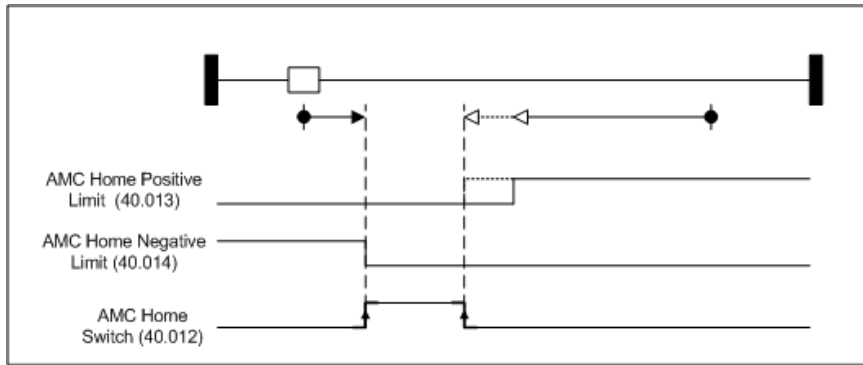 AMC Home Positive
Limit (40.013)
AMC Home Negative
Limit (40.014)
AMC Home
Switch (40.012)